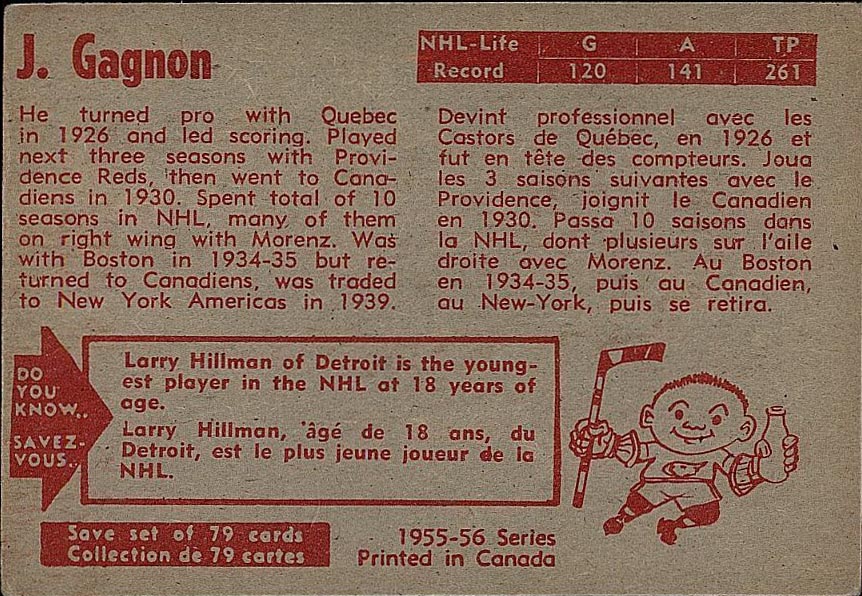 J. Gagnon
NHL-Life G A TP
Record 120 141 261
He turned pro with Quebec
in 1926 and led scoring. Played
next three seasons with Provi-
dence Reds, then went to Cana-
diens in 1930. Spent total of 10
seasons in NHL, many of them
on right wing with Morenz. Was
with Boston in 1934-35 but re-
turned to Canadiens, was traded
to New York Americas in 1939.
Devint professionnel avec les
Castors de Québec, en 1926 et
fut en tête des compteurs. Joua
les 3 saisons suivantes avec le
Providence, joignit le Canadien
en 1930. Passa 10 saisons dans
la NHL, dont plusieurs sur l'aile
droite avec Morenz. Au Boston
en 1934-35, puis au Canadien,
au New-York, puis se retira.
DO
YOU
KNOW..
SAVEZ-
VOUS..
Larry Hillman of Detroit is the young-
est player in the NHL at 18 years of
age.
Larry Hillman, âgé de 18 ans, du
Detroit, est le plus jeune joueur de la
NHL.
Save set of 79 cards
Collection de 79 cartes
1955-56 Series
Printed in Canada